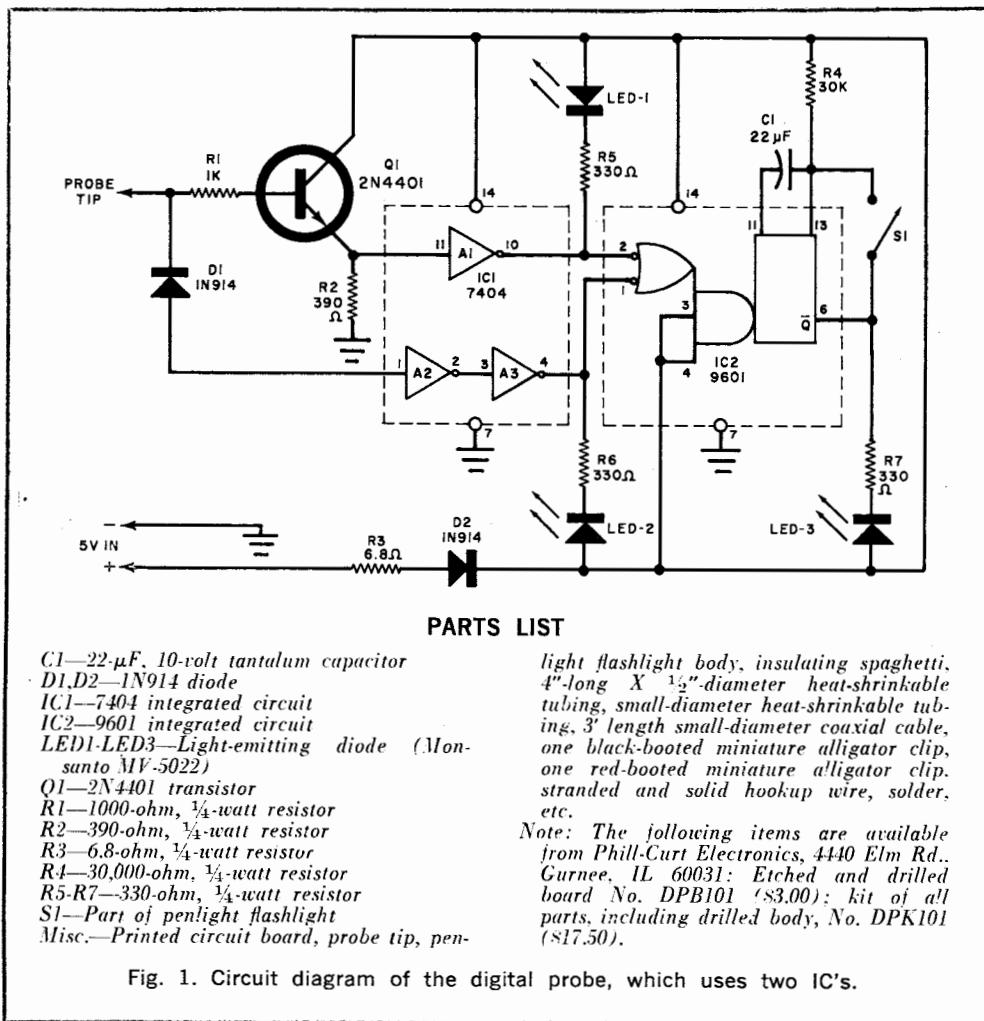 R4
30K
LED-1
C1
22 µF
Q1
2N4401
R5
330Ω
R1
1K
PROBE
TIP
14
14
11
13
S1
11
A1
10
IC1
7404
2
1
D1
1N914
R2
390
Ω
3
4
Q
6
IC2
9601
1
A2
2
3
A3
4
7
7
R6
330Ω
R7
330
Ω
LED-2
LED-3
D2
1N914
R3
6.8Ω
−
5V IN
+
PARTS LIST
C1—22-µF, 10-volt tantalum capacitor
D1,D2—1N914 diode
IC1—7404 integrated circuit
IC2—9601 integrated circuit
LED1-LED3—Light-emitting diode (Mon-
santo MV-5022)
Q1—2N4401 transistor
R1—1000-ohm, ¼-watt resistor
R2—390-ohm, ¼-watt resistor
R3—6.8-ohm, ¼-watt resistor
R4—30,000-ohm, ¼-watt resistor
R5-R7—330-ohm, ¼-watt resistor
S1—Part of penlight flashlight
Misc.—Printed circuit board, probe tip, pen-
light flashlight body, insulating spaghetti,
4"-long X ½"-diameter heat-shrinkable
tubing, small-diameter heat-shrinkable tub-
ing, 3' length small-diameter coaxial cable,
one black-booted miniature alligator clip,
one red-booted miniature alligator clip.
stranded and solid hookup wire, solder,
etc.
Note: The following items are available
from Phill-Curt Electronics, 4440 Elm Rd.,
Gurnee, IL 60031: Etched and drilled
board No. DPB101 ($3.00); kit of all
parts, including drilled body, No. DPK101
($17.50).
Fig. 1. Circuit diagram of the digital probe, which uses two IC's.